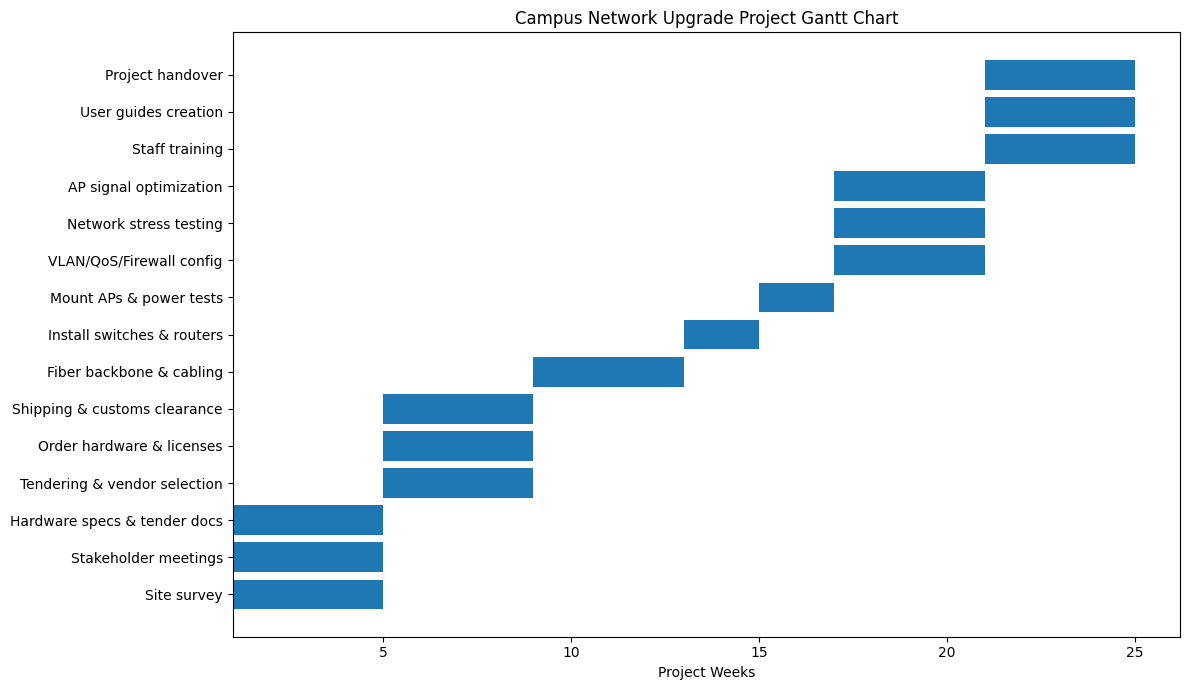 Campus Network Upgrade Project Gantt Chart
Project handover
User guides creation
Staff training
AP signal optimization
Network stress testing
VLAN/QoS/Firewall config
Mount APs & power tests
Install switches & routers
Fiber backbone & cabling
Shipping & customs clearance
Order hardware & licenses
Tendering & vendor selection
Hardware specs & tender docs
Stakeholder meetings
Site survey
5 10 15 20 25
Project Weeks